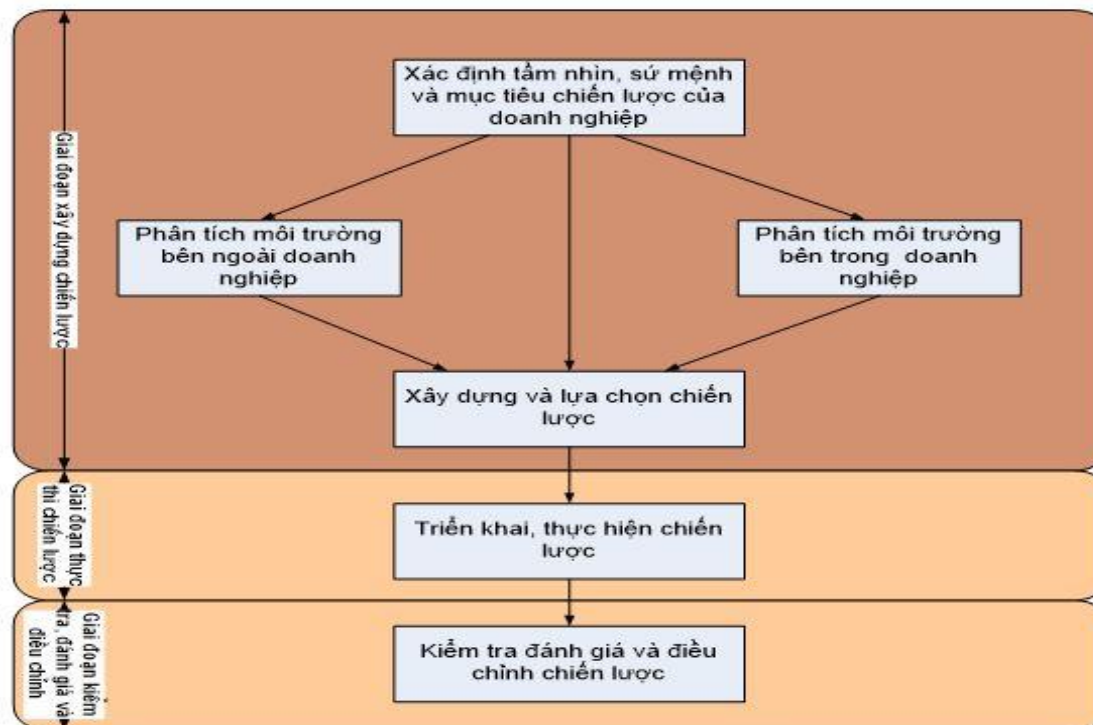 Xác định tầm nhìn, sứ mệnh
và mục tiêu chiến lược của
doanh nghiệp
Giai đoạn xây dựng chiến lược
Phân tích môi trường
bên ngoài doanh
nghiệp
Phân tích môi trường
bên trong doanh
nghiệp
Xây dựng và lựa chọn chiến
lược
Giai đoạn thực
thi chiến lược
Triển khai, thực hiện chiến
lược
Giai đoạn kiểm
tra, đánh giá và
điều chỉnh
Kiểm tra đánh giá và điều
chỉnh chiến lược